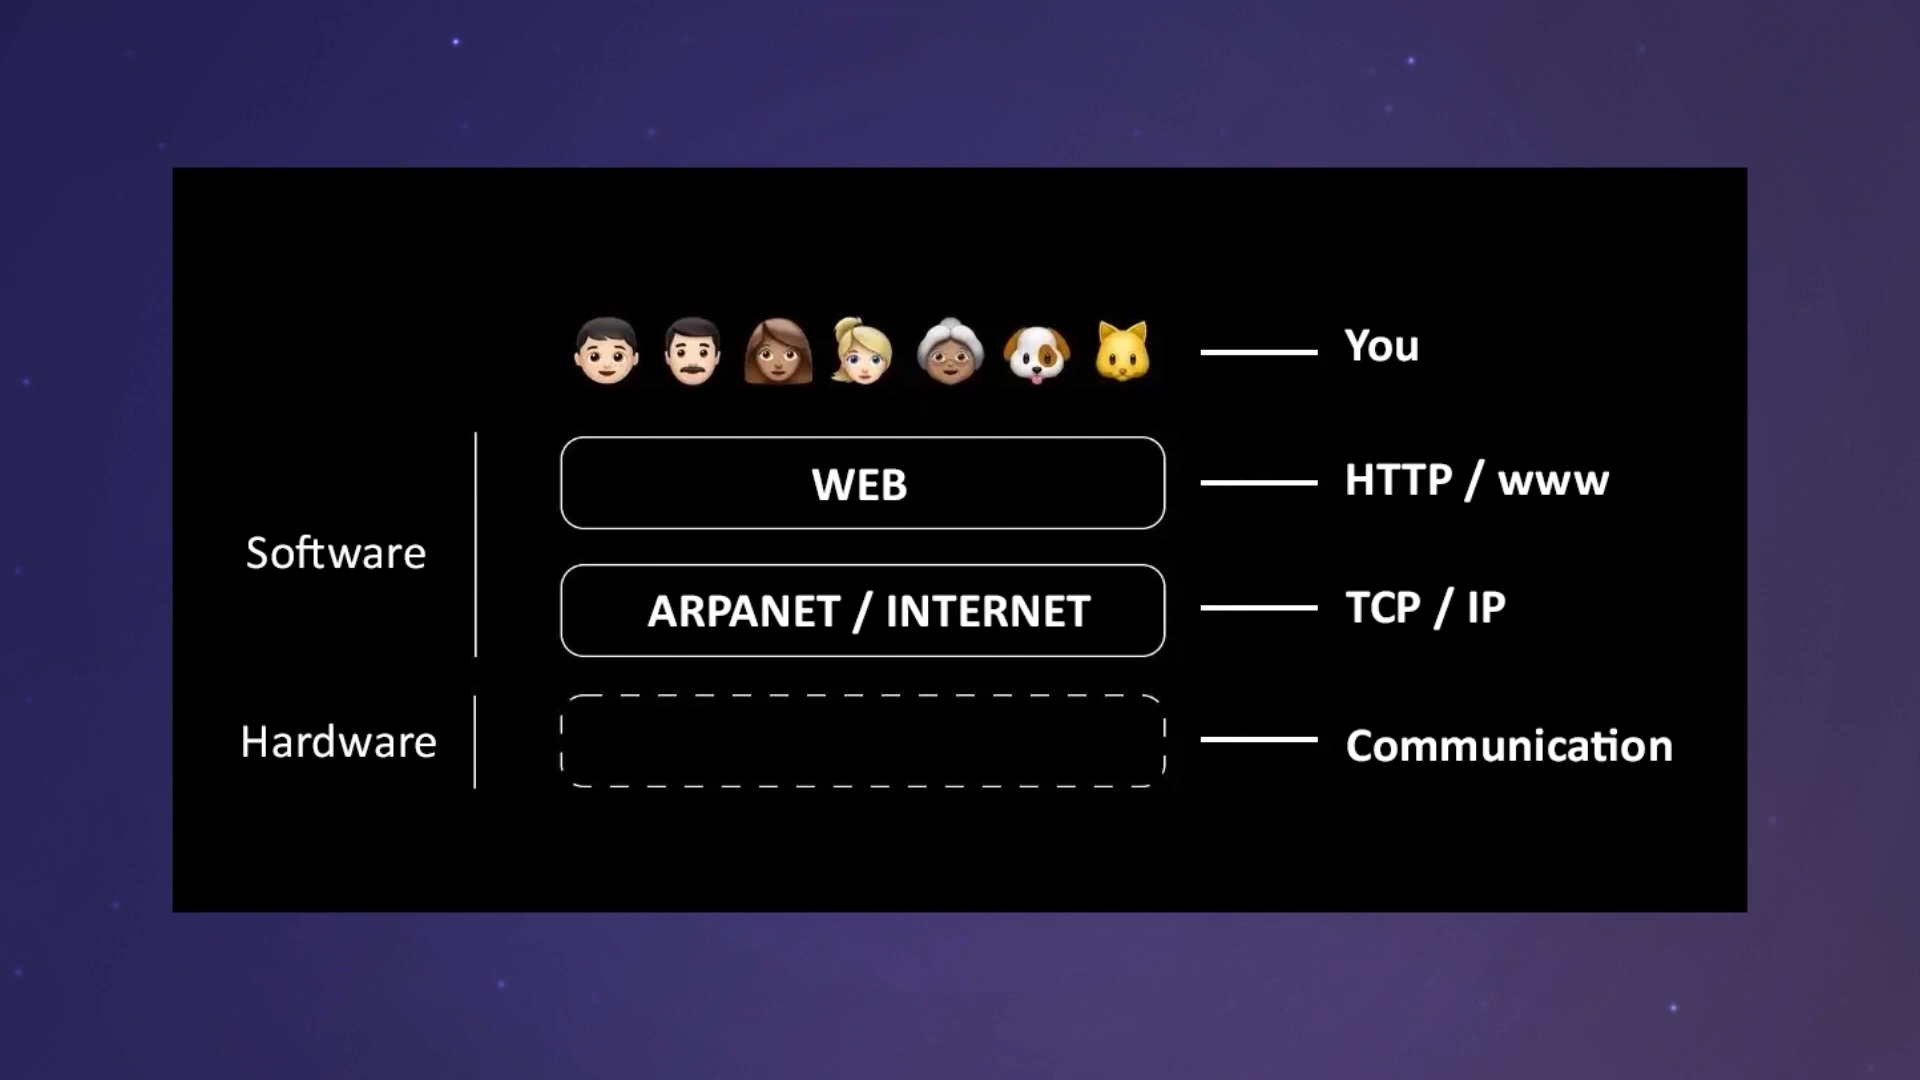 You
WEB
HTTP / www
Software
ARPANET / INTERNET
TCP / IP
Hardware
Communication